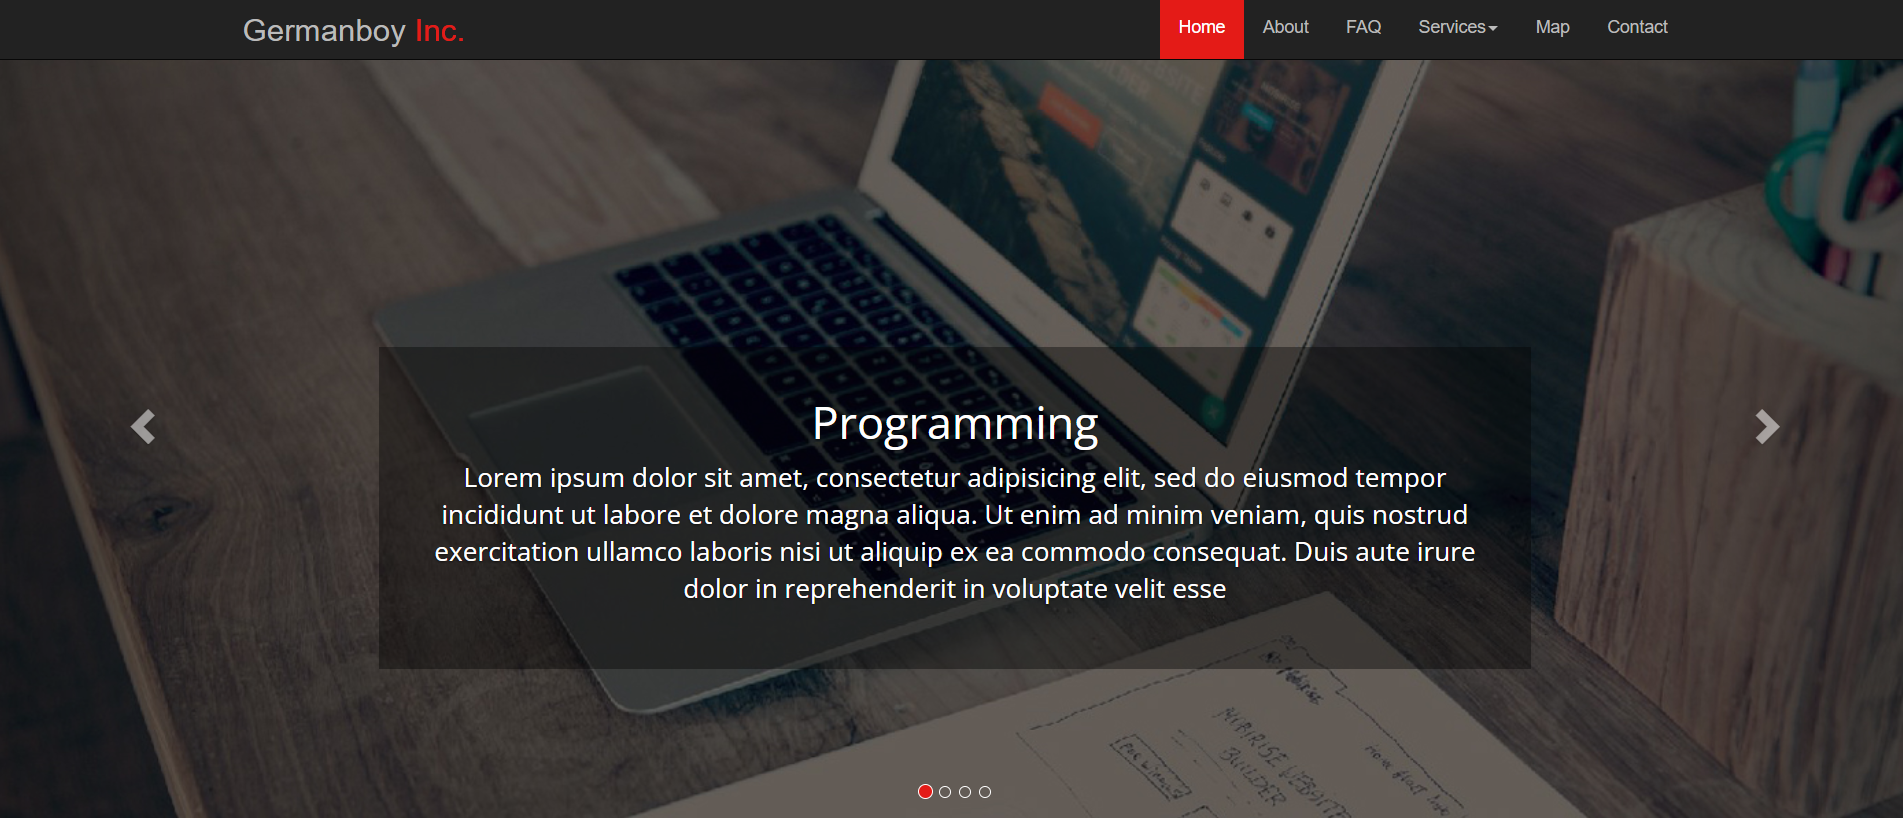 Germanboy Inc.
Home About FAQ Services Map Contact
Programming
Lorem ipsum dolor sit amet, consectetur adipisicing elit, sed do eiusmod tempor
incididunt ut labore et dolore magna aliqua. Ut enim ad minim veniam, quis nostrud
exercitation ullamco laboris nisi ut aliquip ex ea commodo consequat. Duis aute irure
dolor in reprehenderit in voluptate velit esse
MOBIRISE WEBSITE
BUILDER